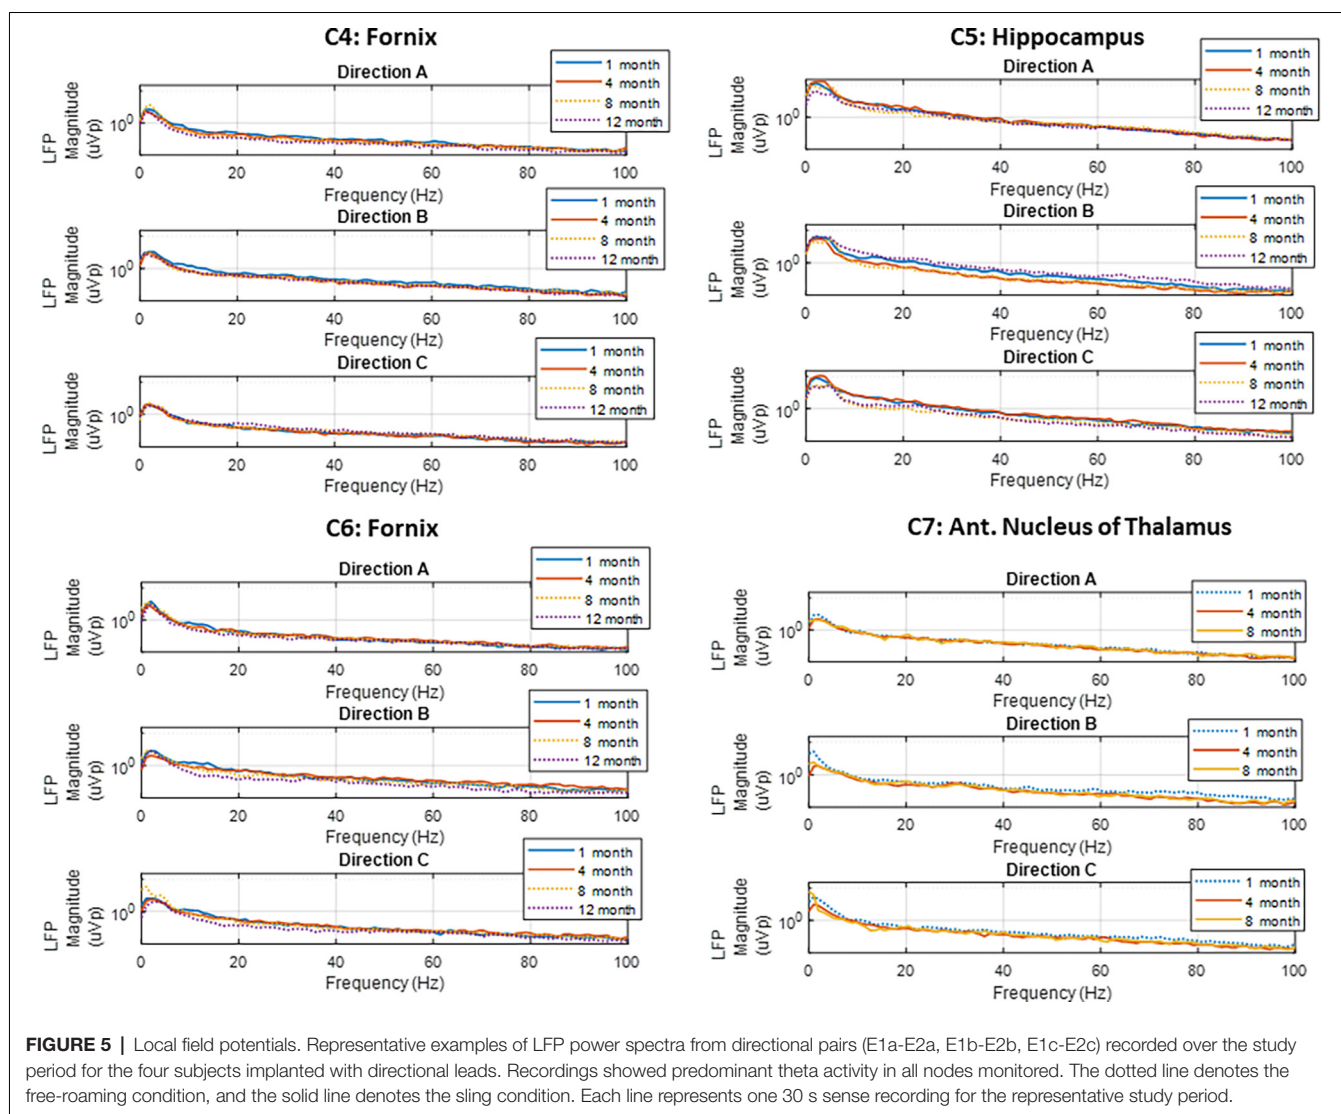 C4: Fornix
Direction A
1 month
4 month
8 month
12 month
LFP
Magnitude
(uVp)
10^0
0 20 40 60 80 100
Frequency (Hz)
Direction B
1 month
4 month
8 month
12 month
LFP
Magnitude
(uVp)
10^0
0 20 40 60 80 100
Frequency (Hz)
Direction C
1 month
4 month
8 month
12 month
LFP
Magnitude
(uVp)
10^0
0 20 40 60 80 100
Frequency (Hz)
C5: Hippocampus
Direction A
1 month
4 month
8 month
12 month
LFP
Magnitude
(uVp)
10^0
0 20 40 60 80 100
Frequency (Hz)
Direction B
1 month
4 month
8 month
12 month
LFP
Magnitude
(uVp)
10^0
0 20 40 60 80 100
Frequency (Hz)
Direction C
1 month
4 month
8 month
12 month
LFP
Magnitude
(uVp)
10^0
0 20 40 60 80 100
Frequency (Hz)
C6: Fornix
Direction A
1 month
4 month
8 month
12 month
LFP
Magnitude
(uVp)
10^0
0 20 40 60 80 100
Frequency (Hz)
Direction B
1 month
4 month
8 month
12 month
LFP
Magnitude
(uVp)
10^0
0 20 40 60 80 100
Frequency (Hz)
Direction C
1 month
4 month
8 month
12 month
LFP
Magnitude
(uVp)
10^0
0 20 40 60 80 100
Frequency (Hz)
C7: Ant. Nucleus of Thalamus
Direction A
1 month
4 month
8 month
LFP
Magnitude
(uVp)
10^0
0 20 40 60 80 100
Frequency (Hz)
Direction B
1 month
4 month
8 month
LFP
Magnitude
(uVp)
10^0
0 20 40 60 80 100
Frequency (Hz)
Direction C
1 month
4 month
8 month
LFP
Magnitude
(uVp)
10^0
0 20 40 60 80 100
Frequency (Hz)
FIGURE 5 | Local field potentials. Representative examples of LFP power spectra from directional pairs (E1a-E2a, E1b-E2b, E1c-E2c) recorded over the study
period for the four subjects implanted with directional leads. Recordings showed predominant theta activity in all nodes monitored. The dotted line denotes the
free-roaming condition, and the solid line denotes the sling condition. Each line represents one 30 s sense recording for the representative study period.